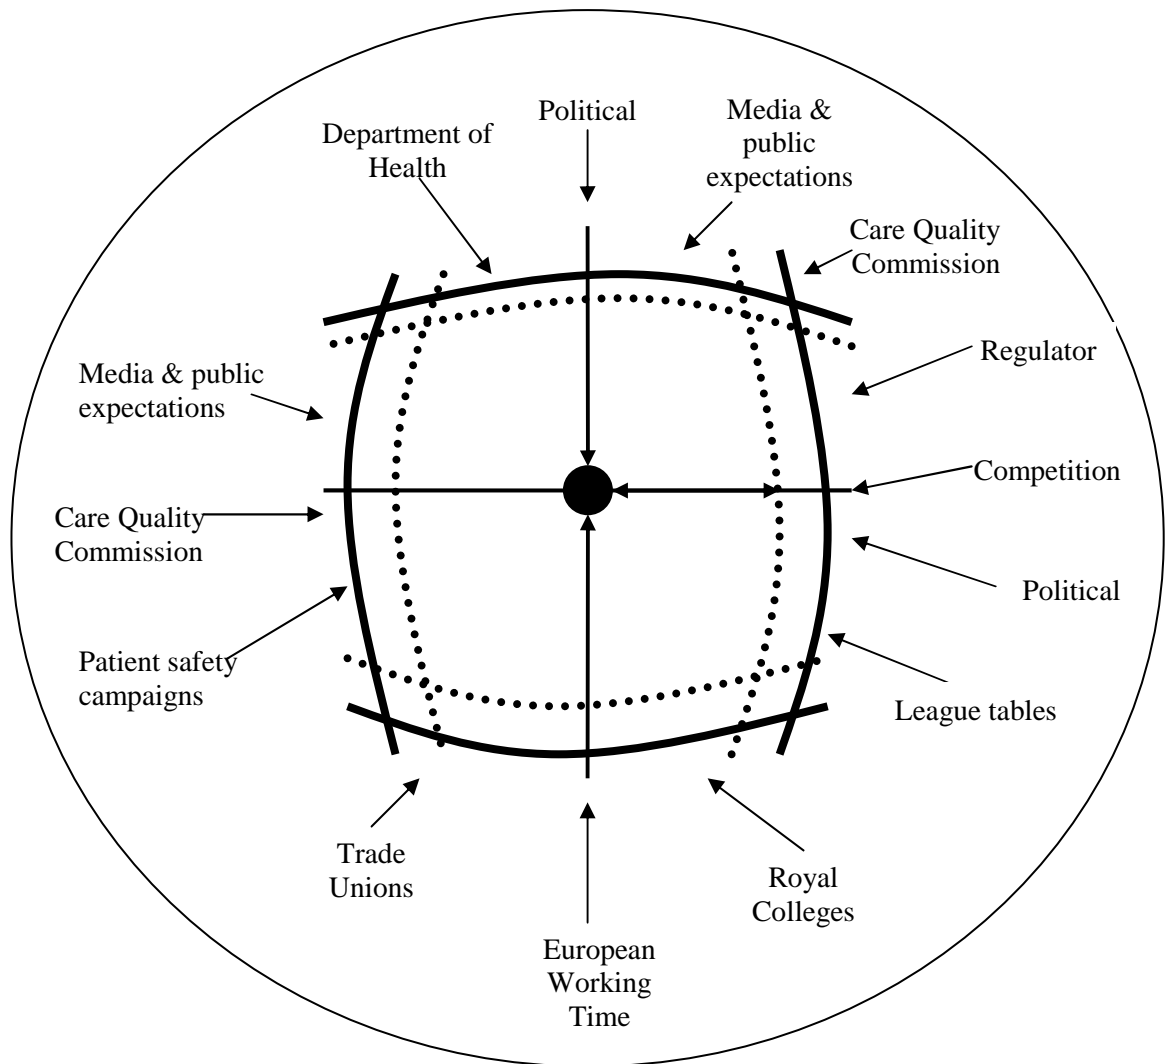 Political
Media &
public
expectations
Department of
Health
Care Quality
Commission
Regulator
Media & public
expectations
Competition
Care Quality
Commission
Political
Patient safety
campaigns
League tables
Trade
Unions
Royal
Colleges
European
Working
Time